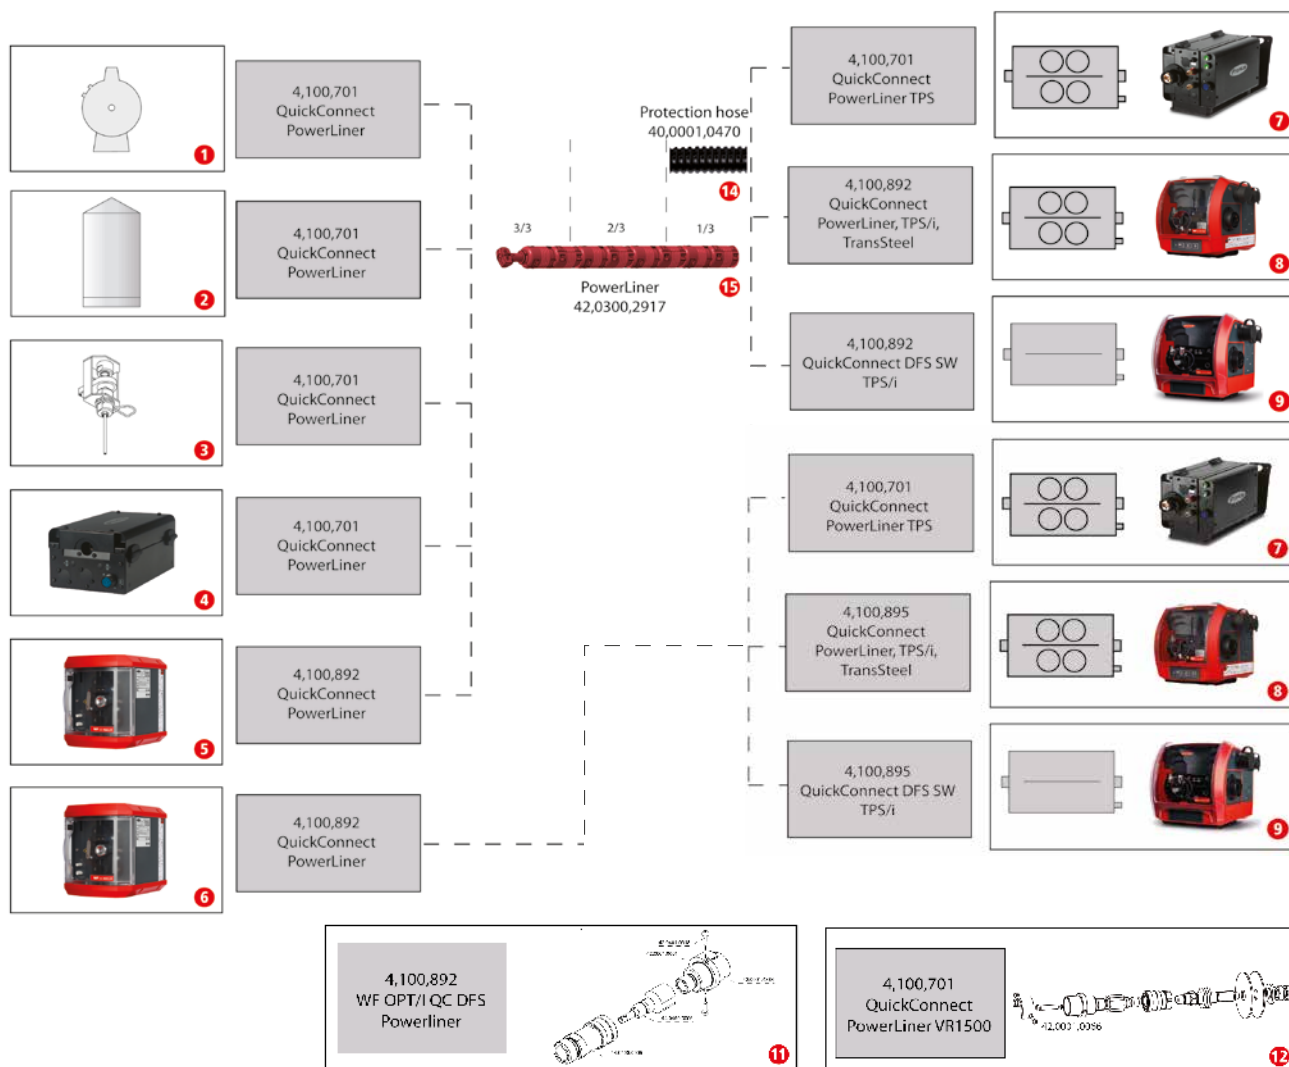 4,100,701
QuickConnect
PowerLiner
1
4,100,701
QuickConnect
PowerLiner
2
4,100,701
QuickConnect
PowerLiner
3
4,100,701
QuickConnect
PowerLiner
4
4,100,892
QuickConnect
PowerLiner
5
4,100,892
QuickConnect
PowerLiner
6
Protection hose
40,0001,0470
14
3/3 2/3 1/3
PowerLiner
42,0300,2917
15
4,100,701
QuickConnect
PowerLiner TPS
7
4,100,892
QuickConnect
PowerLiner, TPS/i,
TransSteel
8
4,100,892
QuickConnect DFS SW
TPS/i
9
4,100,701
QuickConnect
PowerLiner TPS
7
4,100,895
QuickConnect
PowerLiner, TPS/i,
TransSteel
8
4,100,895
QuickConnect DFS SW
TPS/i
9
4,100,892
WF OPT/I QC DFS
Powerliner
11
4,100,701
QuickConnect
PowerLiner VR1500
12